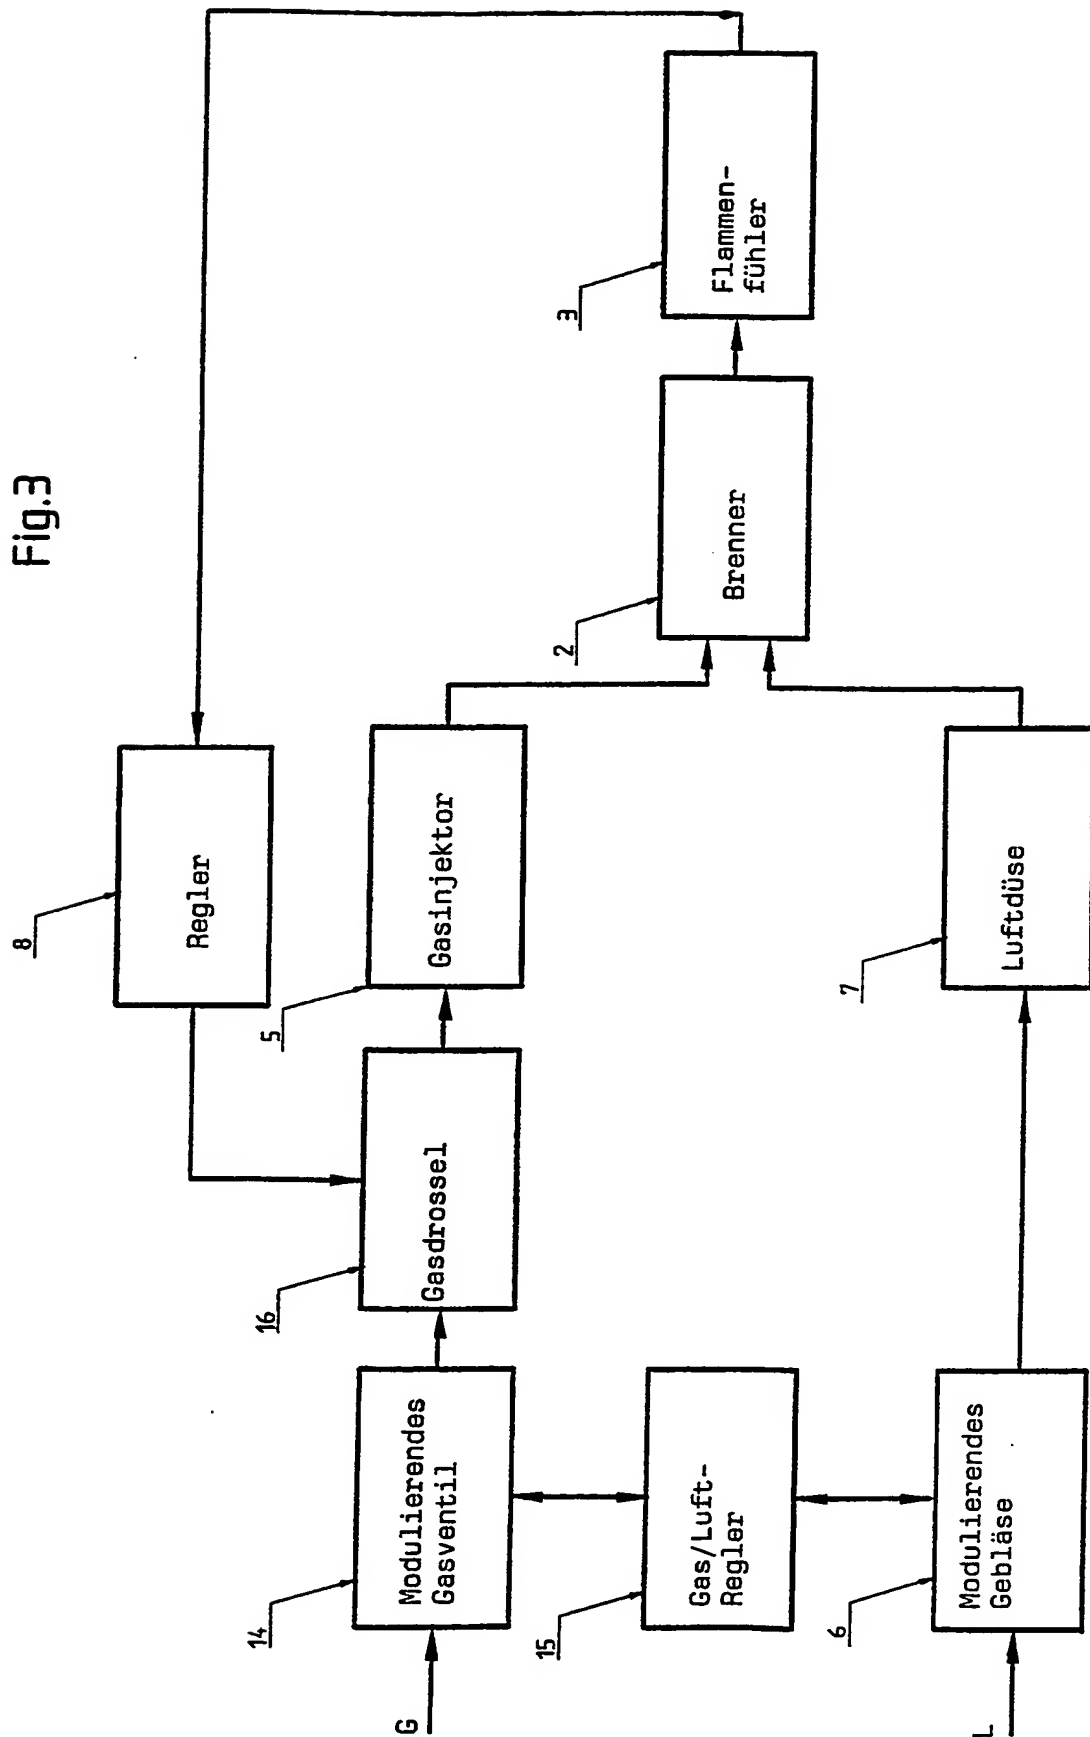 Fig.3
8
Regler
14
Modulierendes
Gasventil
16
Gasdrossel
5
Gasinjektor
G
15
Gas/Luft-
Regler
2
Brenner
3
Flammen-
fühler
6
Modulierendes
Gebläse
7
Luftdüse
L